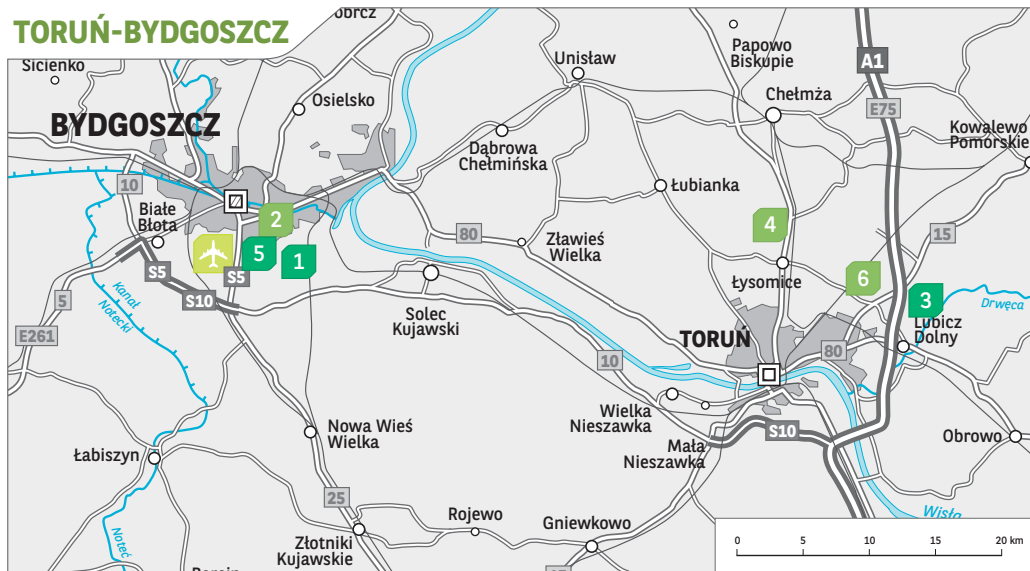 TORUŃ-BYDGOSZCZ
Sicienko
Osielsko
BYDGOSZCZ
Unisław
Papowo
Biskupie
A1
Chełmża
E75
Kowalewo
Pomorskie
Dąbrowa
Chełmińska
Łubianka
10
Białe
Błota
2
5
1
S5
S5
S10
5
E261
Kanał
Notecki
80
Zławieś
Wielka
4
15
Łysomice
6
3
Drwęca
Lubicz
Dolny
Solec
Kujawski
TORUŃ
80
10
Wielka
Nieszawka
Mała
Nieszawka
S10
Obrowo
Nowa Wieś
Wielka
Łabiszyn
25
Rojewo
Gniewkowo
Złotniki
Kujawskie
Noteć
Wisła
0 5 10 15 20 km